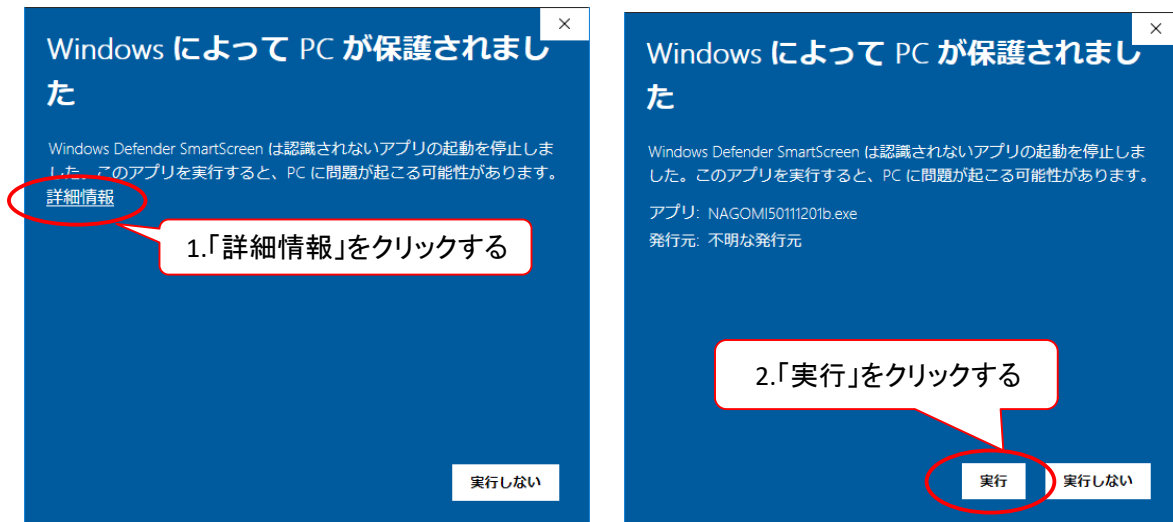 Windows によって PC が保護されまし
た
Windows Defender SmartScreen は認識されないアプリの起動を停止しま
した。このアプリを実行すると、PC に問題が起こる可能性があります。
詳細情報
1.「詳細情報」をクリックする
実行しない
Windows によって PC が保護されまし
た
Windows Defender SmartScreen は認識されないアプリの起動を停止しま
した。このアプリを実行すると、PC に問題が起こる可能性があります。
アプリ: NAGOMI50111201b.exe
発行元: 不明な発行元
2.「実行」をクリックする
実行 実行しない